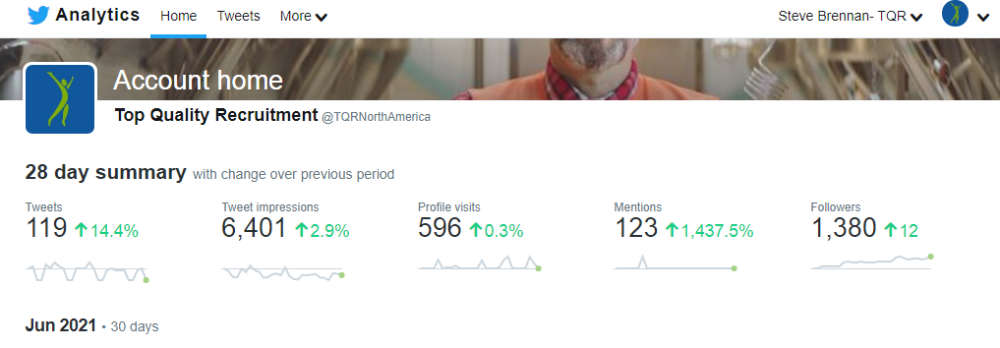 Analytics Home Tweets More Steve Brennan- TQR
Account home
Top Quality Recruitment @TQRNorthAmerica
28 day summary with change over previous period
Tweets Tweet impressions Profile visits Mentions Followers
119 ↑14.4% 6,401 ↑2.9% 596 ↑0.3% 123 ↑1,437.5% 1,380 ↑12
Jun 2021 • 30 days